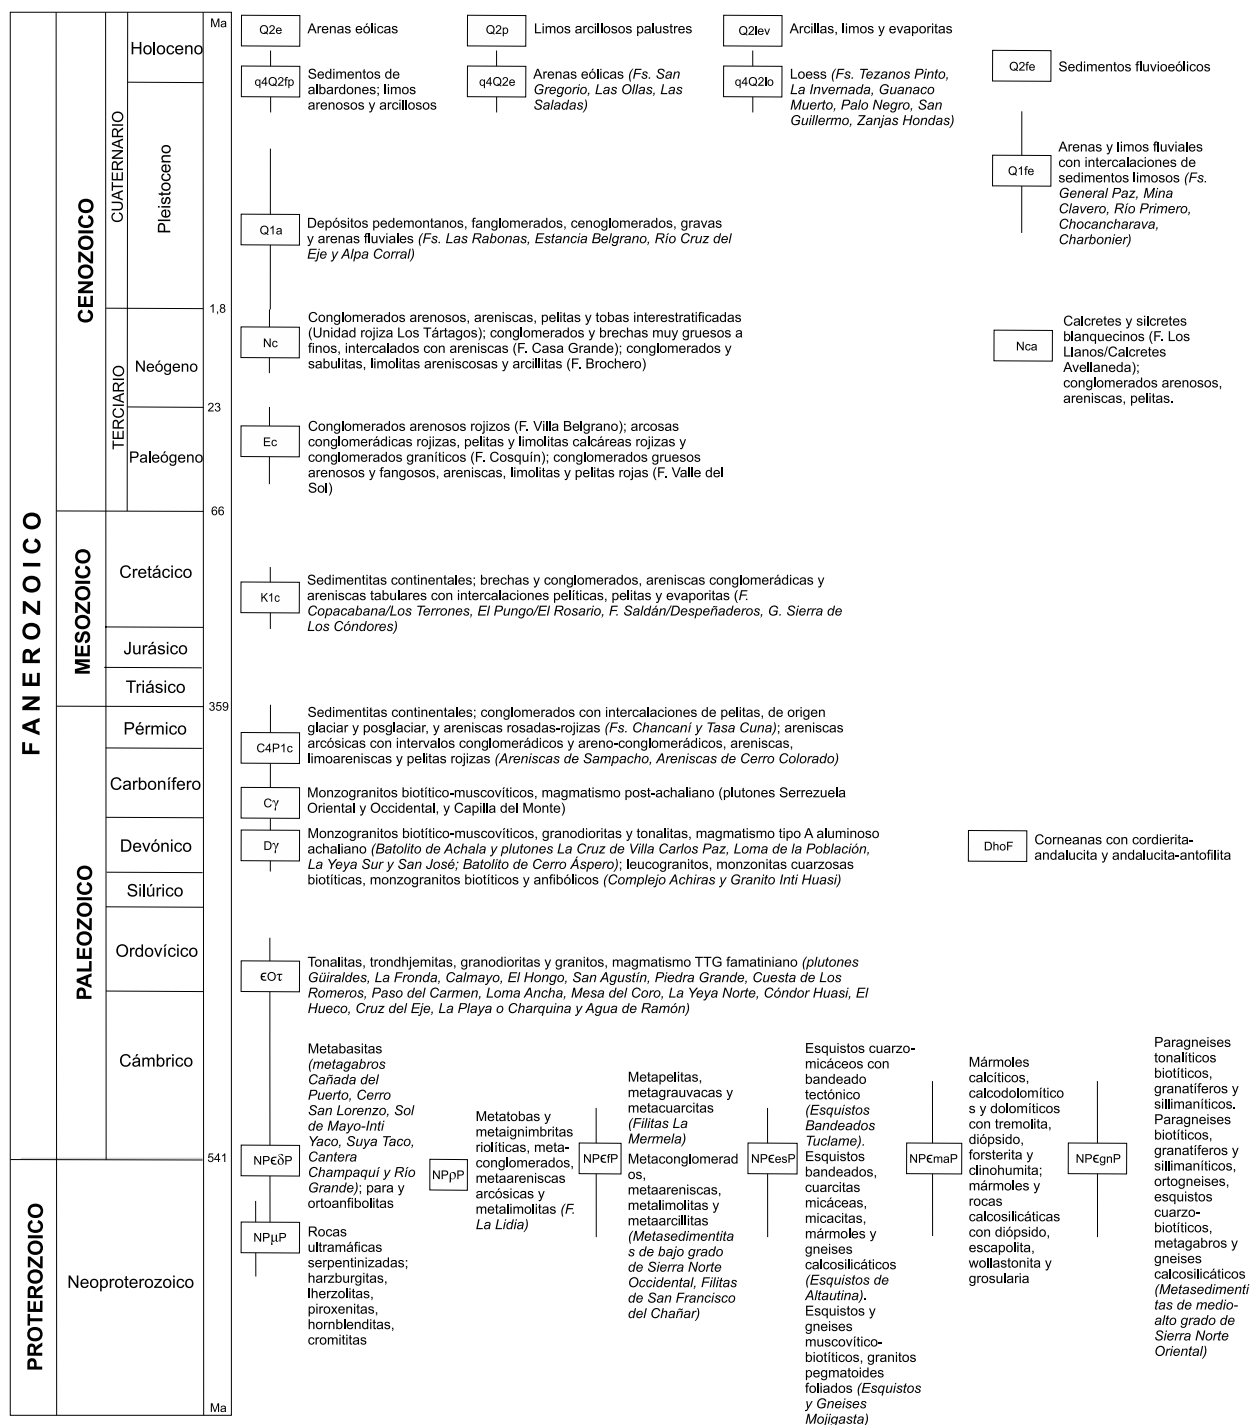 Ma
FANEROZOICO
PROTEROZOICO
CENOZOICO
MESOZOICO
PALEOZOICO
CUATERNARIO
TERCIARIO
Holoceno
Pleistoceno
1,8
Neógeno
23
Paleógeno
66
Cretácico
Jurásico
Triásico
359
Pérmico
Carbonífero
Devónico
Silúrico
Ordovícico
Cámbrico
541
Neoproterozoico
Ma
Q2e
Arenas eólicas
Q2p
Limos arcillosos palustres
Q2lev
Arcillas, limos y evaporitas
q4Q2fp
Sedimentos de
albardones; limos
arenosos y arcillosos
q4Q2e
Arenas eólicas (Fs. San
Gregorio, Las Ollas, Las
Saladas)
q4Q2lo
Loess (Fs. Tezanos Pinto,
La Invernada, Guanaco
Muerto, Palo Negro, San
Guillermo, Zanjas Hondas)
Q2fe
Sedimentos fluvioeólicos
Q1fe
Arenas y limos fluviales
con intercalaciones de
sedimentos limosos (Fs.
General Paz, Mina
Clavero, Río Primero,
Chocancharava,
Charbonier)
Q1a
Depósitos pedemontanos, fanglomerados, cenoglomerados, gravas
y arenas fluviales (Fs. Las Rabonas, Estancia Belgrano, Río Cruz del
Eje y Alpa Corral)
Nc
Conglomerados arenosos, areniscas, pelitas y tobas interestratificadas
(Unidad rojiza Los Tártagos); conglomerados y brechas muy gruesos a
finos, intercalados con areniscas (F. Casa Grande); conglomerados y
sabulitas, limolitas areniscosas y arcillitas (F. Brochero)
Nca
Calcretes y silcretes
blanquecinos (F. Los
Llanos/Calcretes
Avellaneda);
conglomerados arenosos,
areniscas, pelitas.
Ec
Conglomerados arenosos rojizos (F. Villa Belgrano); arcosas
conglomerádicas rojizas, pelitas y limolitas calcáreas rojizas y
conglomerados graníticos (F. Cosquín); conglomerados gruesos
arenosos y fangosos, areniscas, limolitas y pelitas rojas (F. Valle del
Sol)
K1c
Sedimentitas continentales; brechas y conglomerados, areniscas conglomerádicas y
areniscas tabulares con intercalaciones pelíticas, pelitas y evaporitas (F.
Copacabana/Los Terrones, El Pungo/El Rosario, F. Saldán/Despeñaderos, G. Sierra de
Los Cóndores)
C4P1c
Sedimentitas continentales; conglomerados con intercalaciones de pelitas, de origen
glaciar y posglaciar, y areniscas rosadas-rojizas (Fs. Chancaní y Tasa Cuna); areniscas
arcósicas con intervalos conglomerádicos y areno-conglomerádicos, areniscas,
limoareniscas y pelitas rojizas (Areniscas de Sampacho, Areniscas de Cerro Colorado)
Cγ
Monzogranitos biotítico-muscovíticos, magmatismo post-achaliano (plutones Serrezuela
Oriental y Occidental, y Capilla del Monte)
Dγ
Monzogranitos biotítico-muscovíticos, granodioritas y tonalitas, magmatismo tipo A aluminoso
achaliano (Batolito de Achala y plutones La Cruz de Villa Carlos Paz, Loma de la Población,
La Yeya Sur y San José; Batolito de Cerro Áspero); leucogranitos, monzonitas cuarzosas
biotíticas, monzogranitos biotíticos y anfibólicos (Complejo Achiras y Granito Inti Huasi)
DhoF
Corneanas con cordierita-
andalucita y andalucita-antofilita
ЄOτ
Tonalitas, trondhjemitas, granodioritas y granitos, magmatismo TTG famatiniano (plutones
Güiraldes, La Fronda, Calmayo, El Hongo, San Agustín, Piedra Grande, Cuesta de Los
Romeros, Paso del Carmen, Loma Ancha, Mesa del Coro, La Yeya Norte, Cóndor Huasi, El
Hueco, Cruz del Eje, La Playa o Charquina y Agua de Ramón)
NPЄδP
Metabasitas
(metagabros
Cañada del
Puerto, Cerro
San Lorenzo, Sol
de Mayo-Inti
Yaco, Suya Taco,
Cantera
Champaquí y Río
Grande); para y
ortoanfibolitas
NPμP
Rocas
ultramáficas
serpentinizadas;
harzburgitas,
lherzolitas,
piroxenitas,
hornblenditas,
cromititas
NPρP
Metatobas y
metaignimbritas
riolíticas, meta-
conglomerados,
metaareniscas
arcósicas y
metalimolitas (F.
La Lidia)
NPЄfP
Metapelitas,
metagrauvacas y
metacuarcitas
(Filitas La
Mermela)
Metaconglomerad
os,
metaareniscas,
metalimolitas y
metaarcillitas
(Metasedimentita
s de bajo grado
de Sierra Norte
Occidental, Filitas
de San Francisco
del Chañar)
NPЄesP
Esquistos cuarzo-
micáceos con
bandeado
tectónico
(Esquistos
Bandeados
Tuclame).
Esquistos
bandeados,
cuarcitas
micáceas,
micacitas,
mármoles y
gneises
calcosilicáticos
(Esquistos de
Altautina).
Esquistos y
gneises
muscovítico-
biotíticos, granitos
pegmatoides
foliados (Esquistos
y Gneises
Mojigasta)
NPЄmaP
Mármoles
calcíticos,
calcodolomítico
s y dolomíticos
con tremolita,
diópsido,
forsterita y
clinohumita;
mármoles y
rocas
calcosilicáticas
con diópsido,
escapolita,
wollastonita y
grosularia
NPЄgnP
Paragneises
tonalíticos
biotíticos,
granatíferos y
sillimaníticos.
Paragneises
biotíticos,
granatíferos y
sillimaníticos,
ortogneises,
esquistos
cuarzo-
biotíticos,
metagabros y
gneises
calcosilicáticos
(Metasedimenti
tas de medio-
alto grado de
Sierra Norte
Oriental)